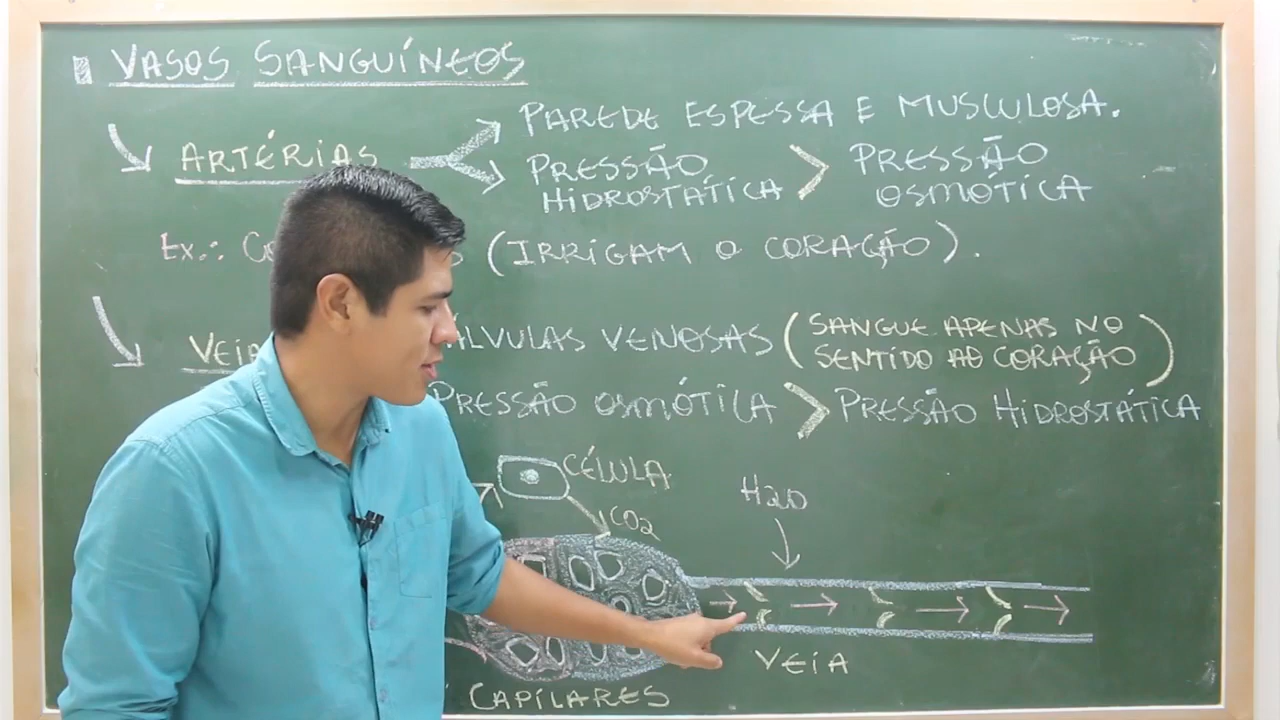 VASOS SANGUÍNEOS
ARTÉRIAS
PAREDE ESPESSA E MUSCULOSA.
PRESSÃO HIDROSTÁTICA > PRESSÃO OSMÓTICA
Ex.: (IRRIGAM O CORAÇÃO).
VÁLVULAS VENOSAS (SANGUE APENAS NO
SENTIDO AO CORAÇÃO)
PRESSÃO OSMÓTICA > PRESSÃO HIDROSTÁTICA
CÉLULA
CO2
H2O
VEIA
CAPILARES